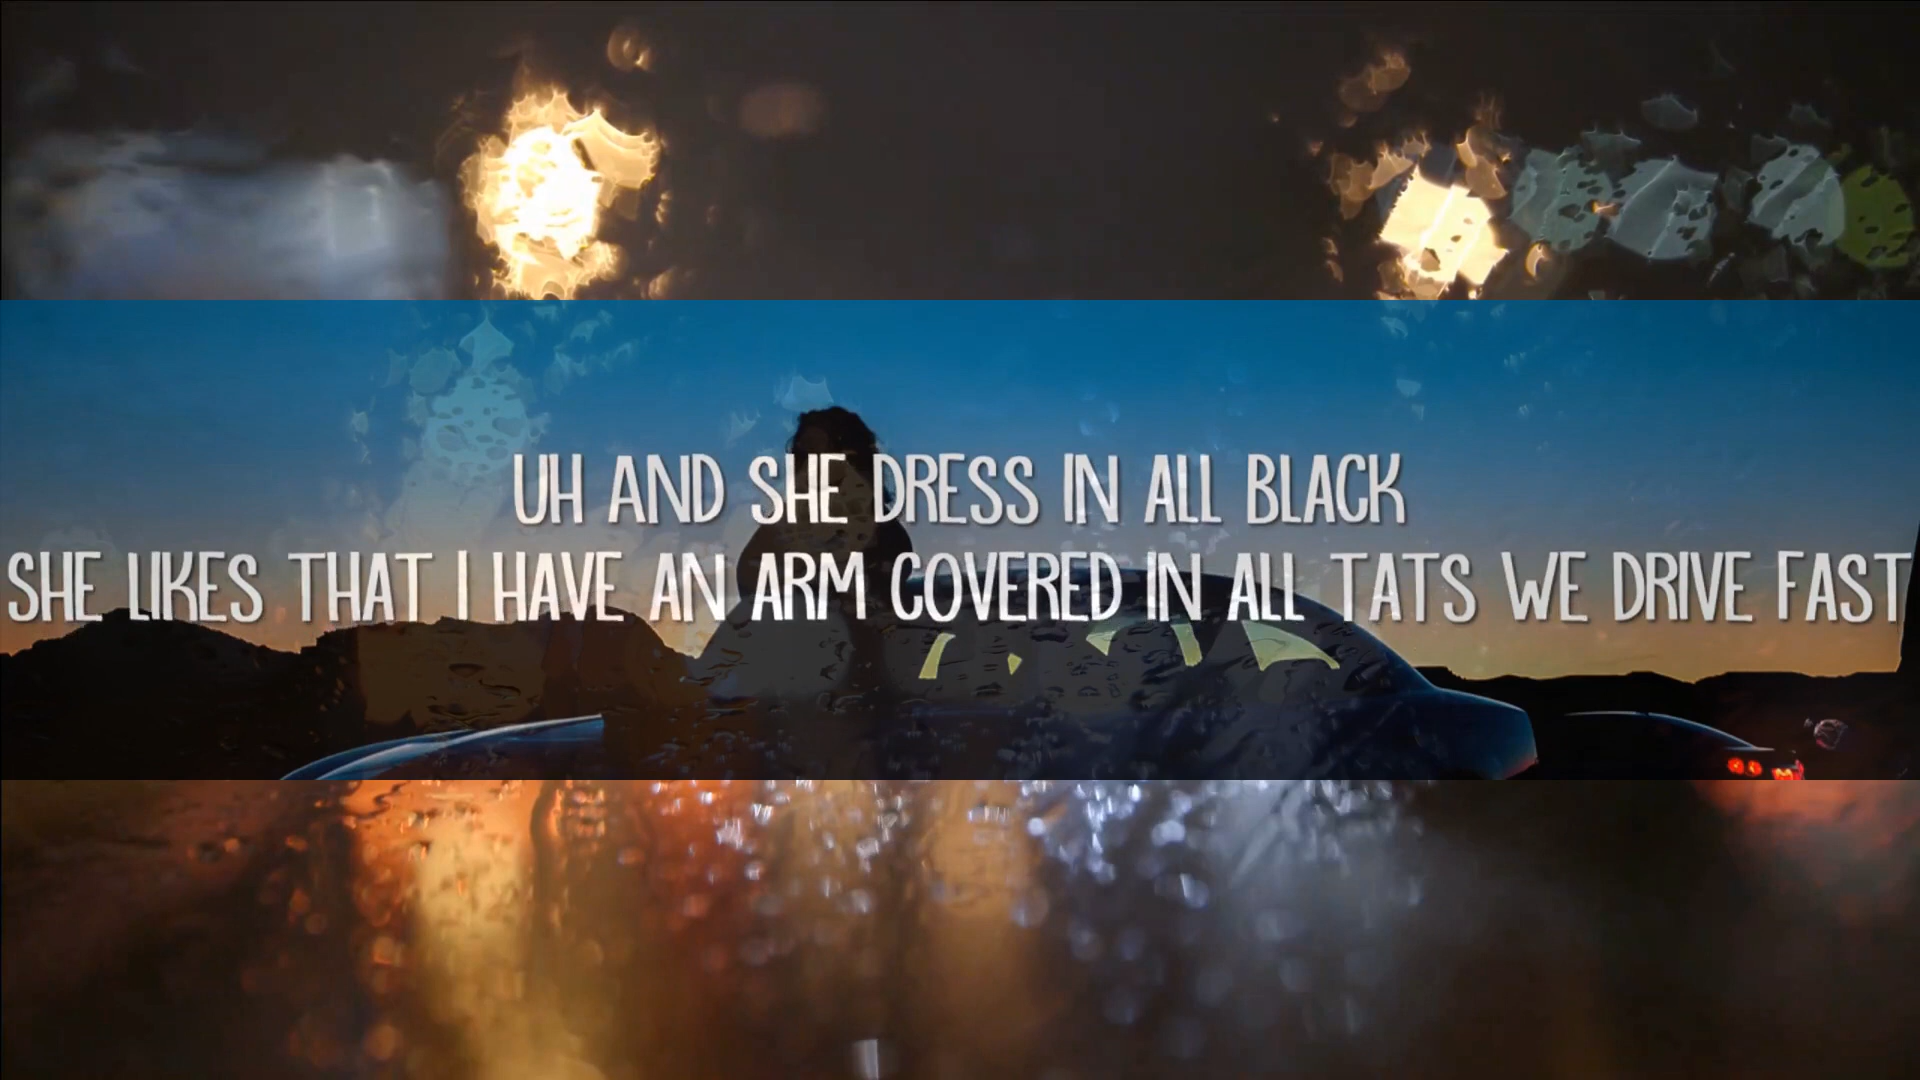 UH AND SHE DRESS IN ALL BLACK
SHE LIKES THAT I HAVE AN ARM COVERED IN ALL TATS WE DRIVE FAST